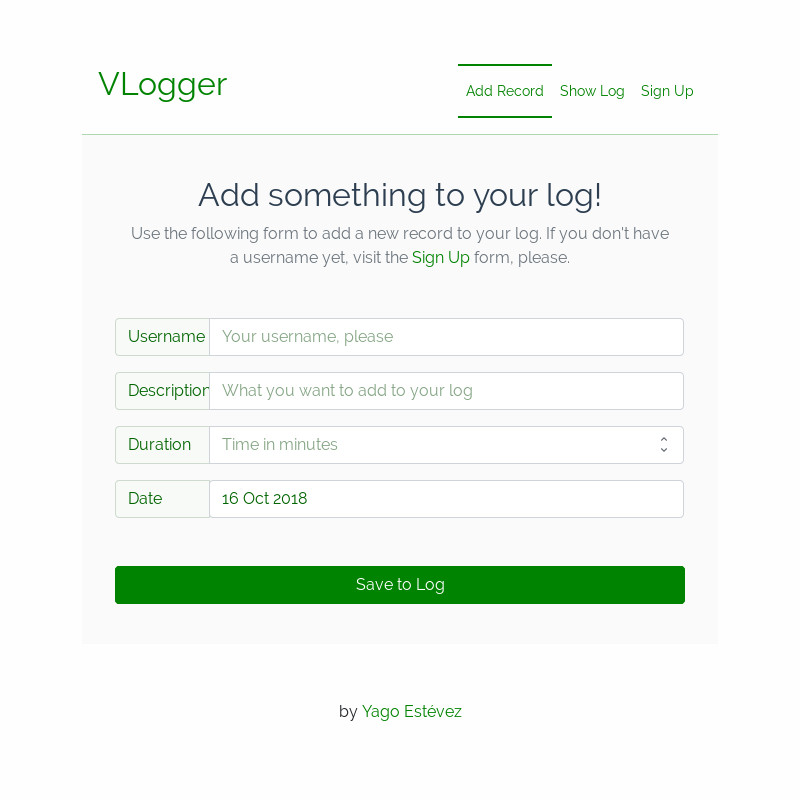 VLogger
Add Record Show Log Sign Up
Add something to your log!
Use the following form to add a new record to your log. If you don't have
a username yet, visit the Sign Up form, please.
Username Your username, please
Description What you want to add to your log
Duration Time in minutes
Date 16 Oct 2018
Save to Log
by Yago Estévez